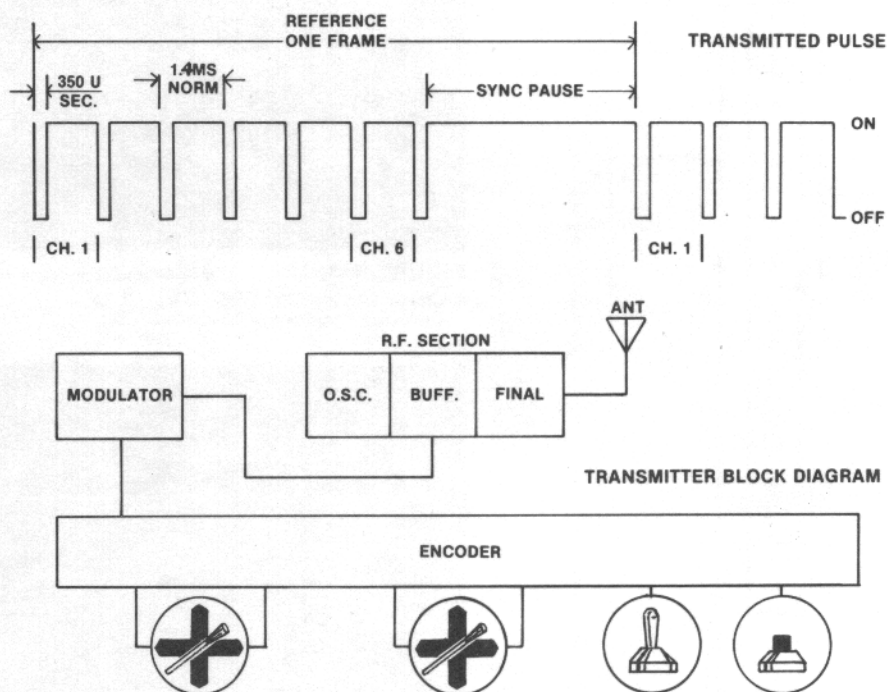 REFERENCE
ONE FRAME
TRANSMITTED PULSE
350 U
SEC.
1.4MS
NORM
SYNC PAUSE
ON
OFF
CH. 1
CH. 6
CH. 1
ANT
R.F. SECTION
MODULATOR
O.S.C.
BUFF.
FINAL
TRANSMITTER BLOCK DIAGRAM
ENCODER